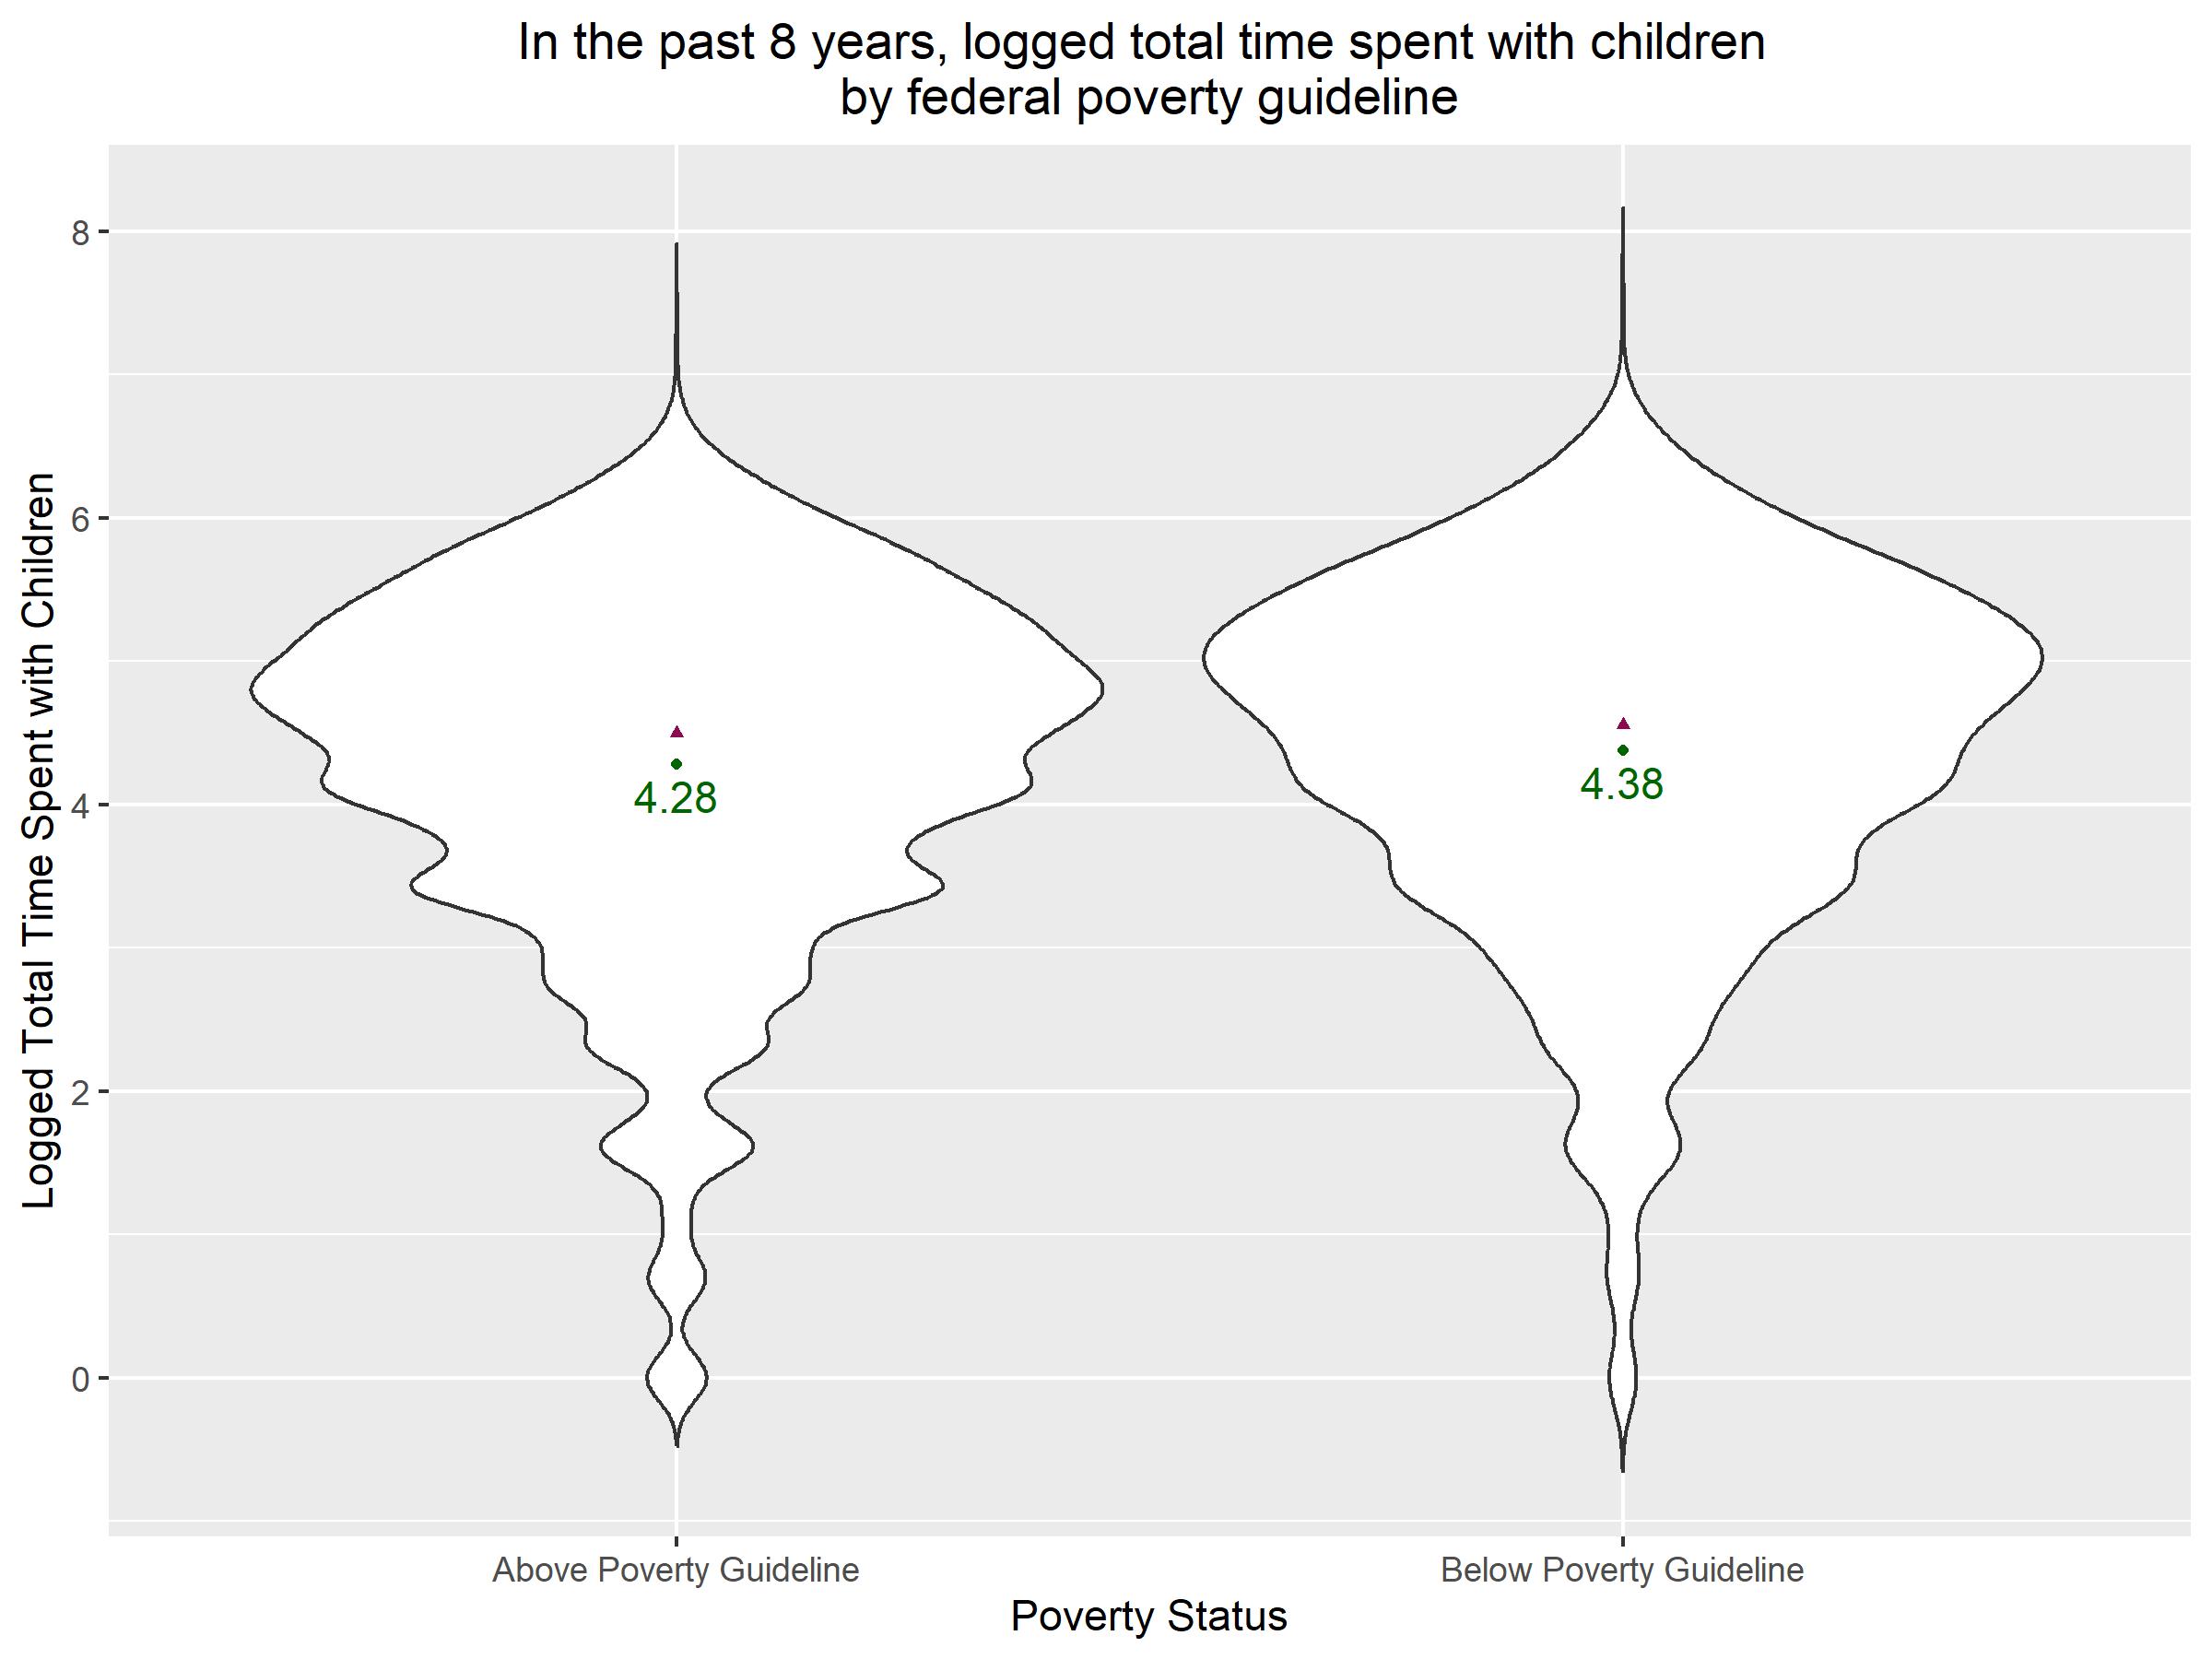 In the past 8 years, logged total time spent with children
by federal poverty guideline
Logged Total Time Spent with Children
8
6
4
2
0
4.28
4.38
Above Poverty Guideline
Below Poverty Guideline
Poverty Status